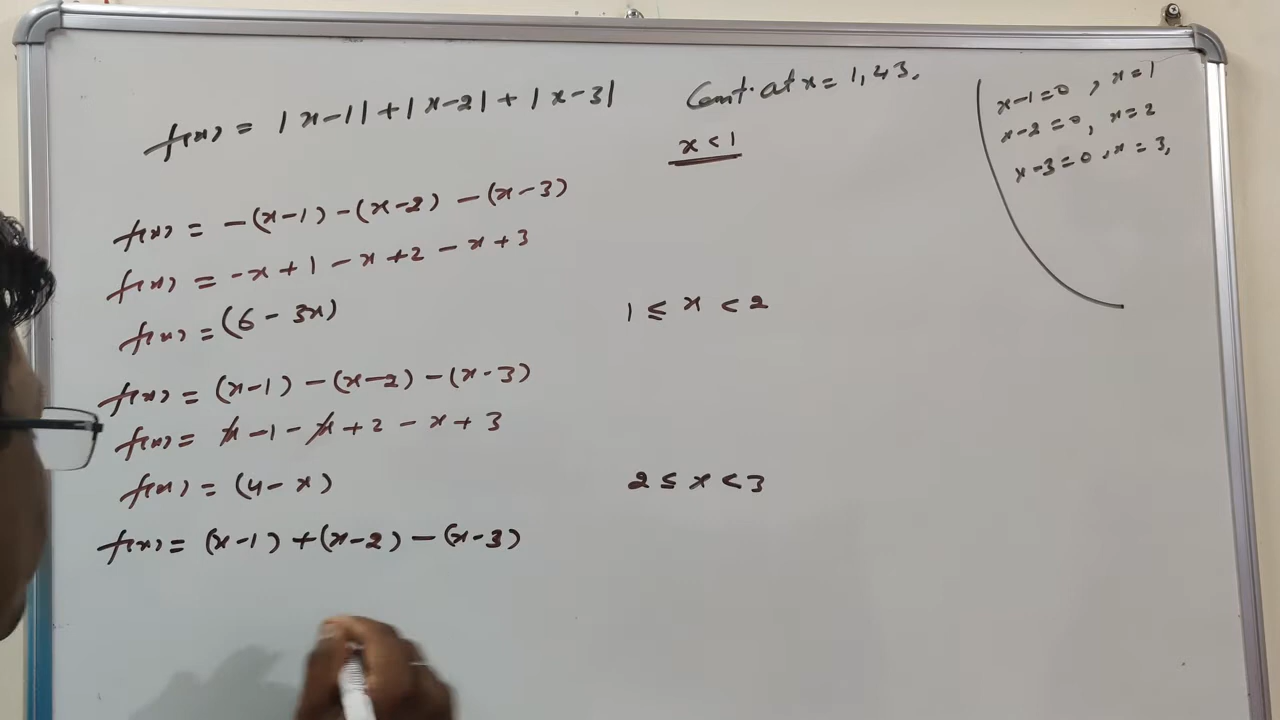 f(x) = |x-1| + |x-2| + |x-3| Cont. at x = 1, 4 3.
x < 1
x-1=0 , x=1
x-2=0, x=2
x-3=0, x=3,
f(x) = -(x-1) -(x-2) -(x-3)
f(x) = -x+1-x+2-x+3
f(x) = (6-3x)
1 ≤ x < 2
f(x) = (x-1) -(x-2) -(x-3)
f(x) = x-1-x+2-x+3
f(x) = (4-x)
2 ≤ x < 3
f(x) = (x-1) +(x-2) -(x-3)